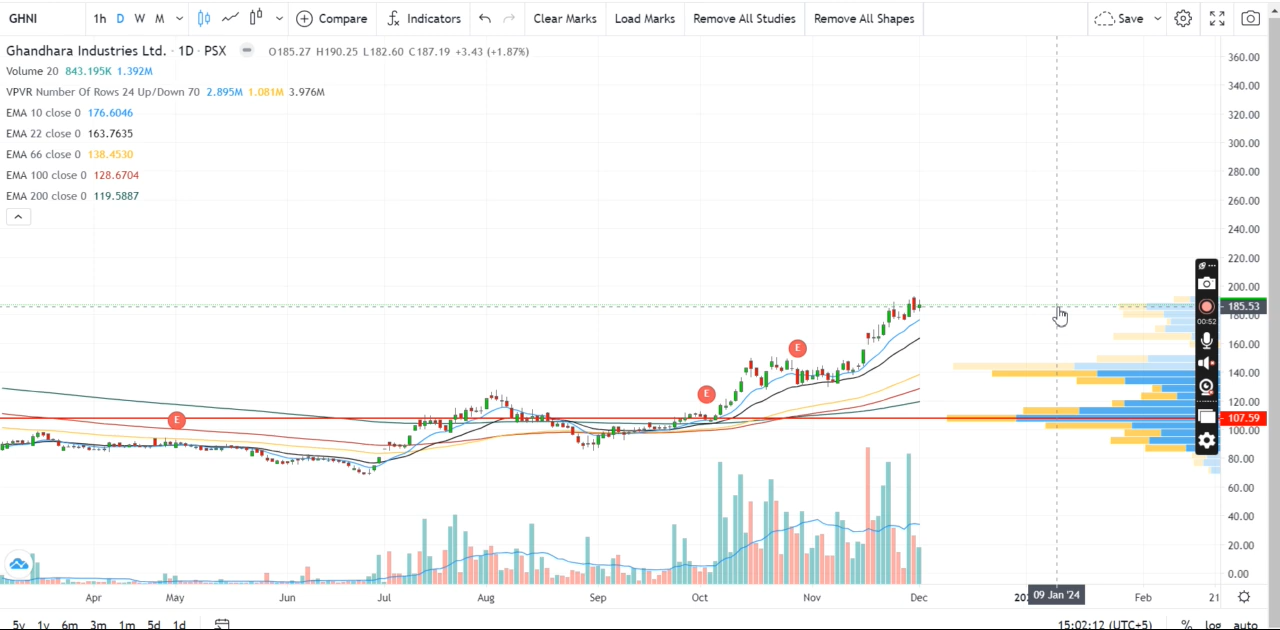 GHNI 1h D W M Compare Indicators Clear Marks Load Marks Remove All Studies Remove All Shapes Save
Ghandhara Industries Ltd. · 1D · PSX O185.27 H190.25 L182.60 C187.19 +3.43 (+1.87%)
Volume 20 843.195K 1.392M
VPVR Number Of Rows 24 Up/Down 70 2.895M 1.081M 3.976M
EMA 10 close 0 176.6046
EMA 22 close 0 163.7635
EMA 66 close 0 138.4530
EMA 100 close 0 128.6704
EMA 200 close 0 119.5887
360.00
340.00
320.00
300.00
280.00
260.00
240.00
220.00
200.00
185.53
180.00
160.00
140.00
120.00
107.59
100.00
80.00
60.00
40.00
20.00
0.00
00:52
E
E
E
Apr May Jun Jul Aug Sep Oct Nov Dec 09 Jan '24 Feb 21
5y 1y 6m 3m 1m 5d 1d 15:02:12 (UTC+5) % log auto